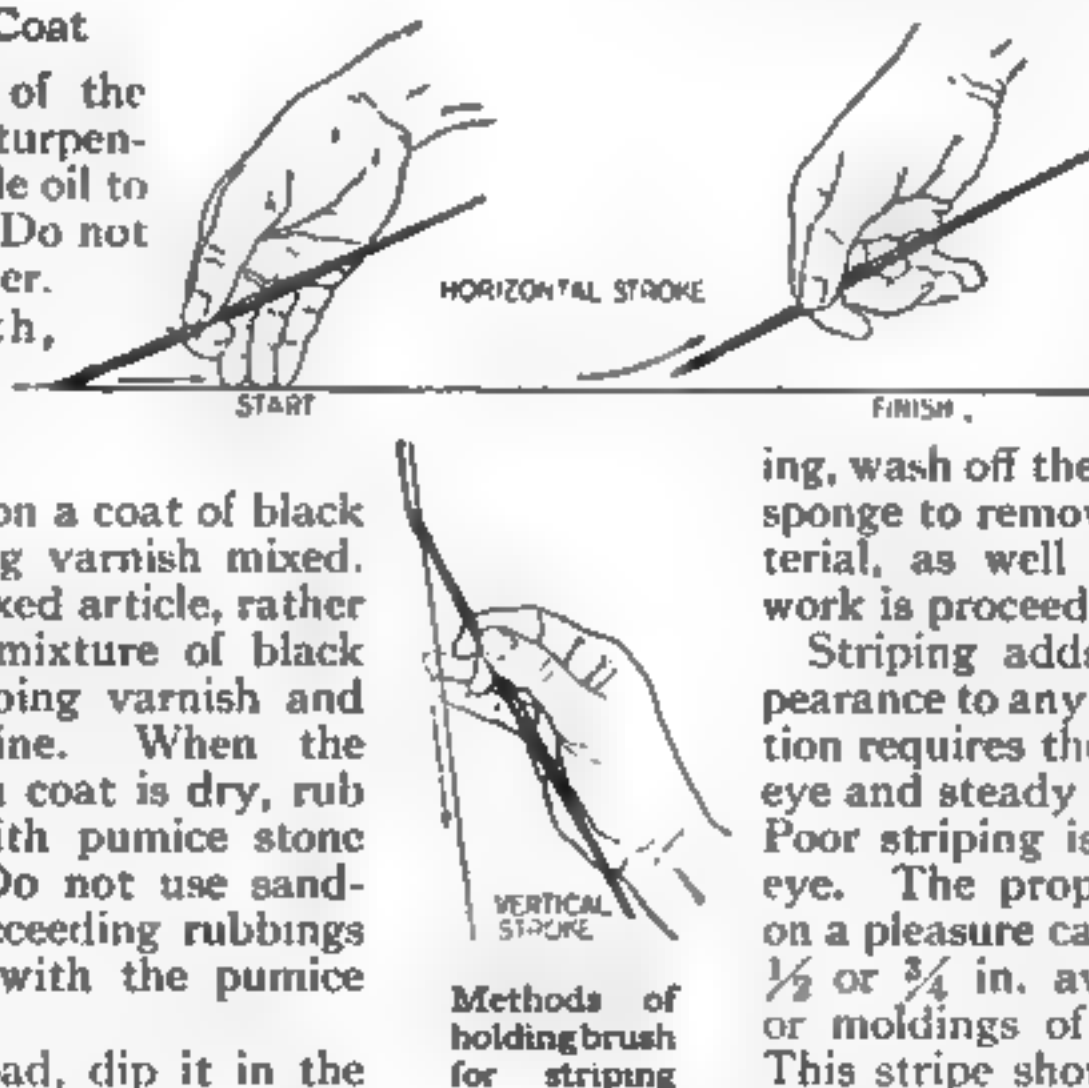 Coat
of the
turpen-
le oil to
Do not
er.
th,
HORIZONTAL STROKE
START
FINISH
on a coat of black
g varnish mixed.
xed article, rather
mixture of black
bing varnish and
ine. When the
coat is dry, rub
ith pumice stone
Do not use sand-
cceeding rubbings
with the pumice
ad, dip it in the
VERTICAL
STROKE
Methods of
holding brush
for striping
ing, wash off the
sponge to remov
terial, as well
work is proceed
Striping adds
pearance to any
tion requires the
eye and steady
Poor striping is
eye. The prop
on a pleasure ca
½ or ¾ in. av
or moldings of
This stripe shou